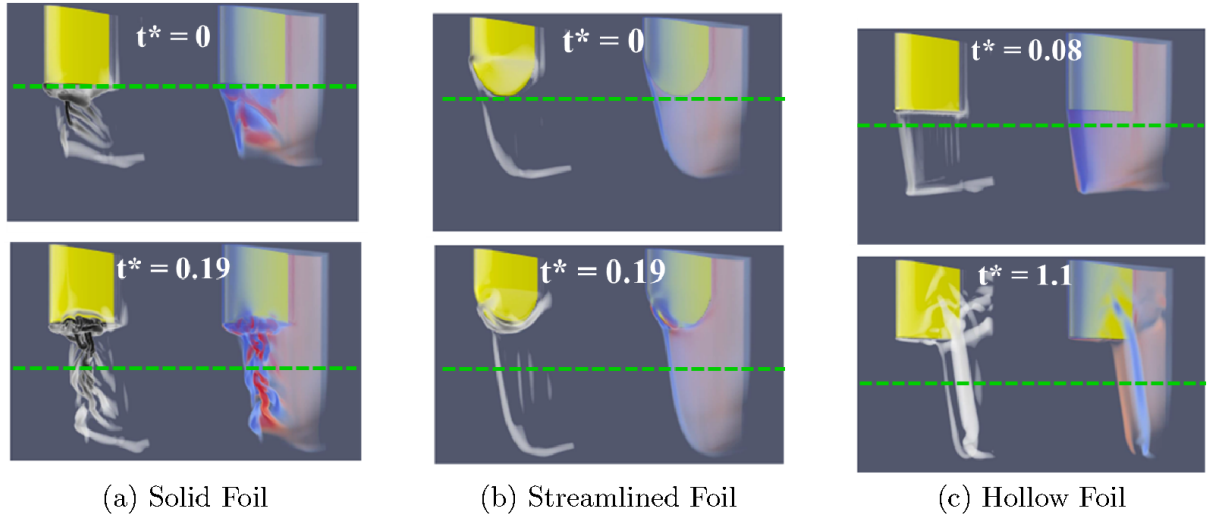 t* = 0
t* = 0
t* = 0.08
t* = 0.19
t* = 0.19
t* = 1.1
(a) Solid Foil
(b) Streamlined Foil
(c) Hollow Foil